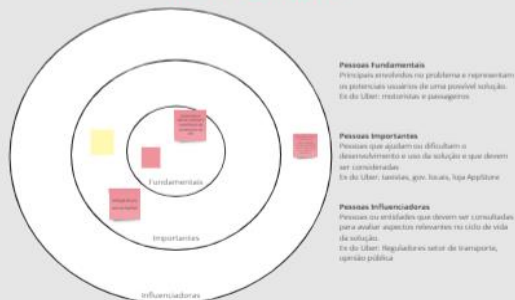 Pessoas Fundamentais
Principais envolvidos no problema e representam
os potenciais usuários de uma possível solução.
Ex do Uber: motoristas e passageiros
Pessoas Importantes
Pessoas que ajudam ou dificultam o
desenvolvimento e uso da solução e que devem
ser consideradas
Ex do Uber: taxistas, gov. locais, loja AppStore
Pessoas Influenciadoras
Pessoas ou entidades que devem ser consultadas
para avaliar aspectos relevantes no ciclo de vida
da solução.
Ex do Uber: Reguladores setor de transporte,
opinião pública
Fundamentais
Importantes
Influenciadoras